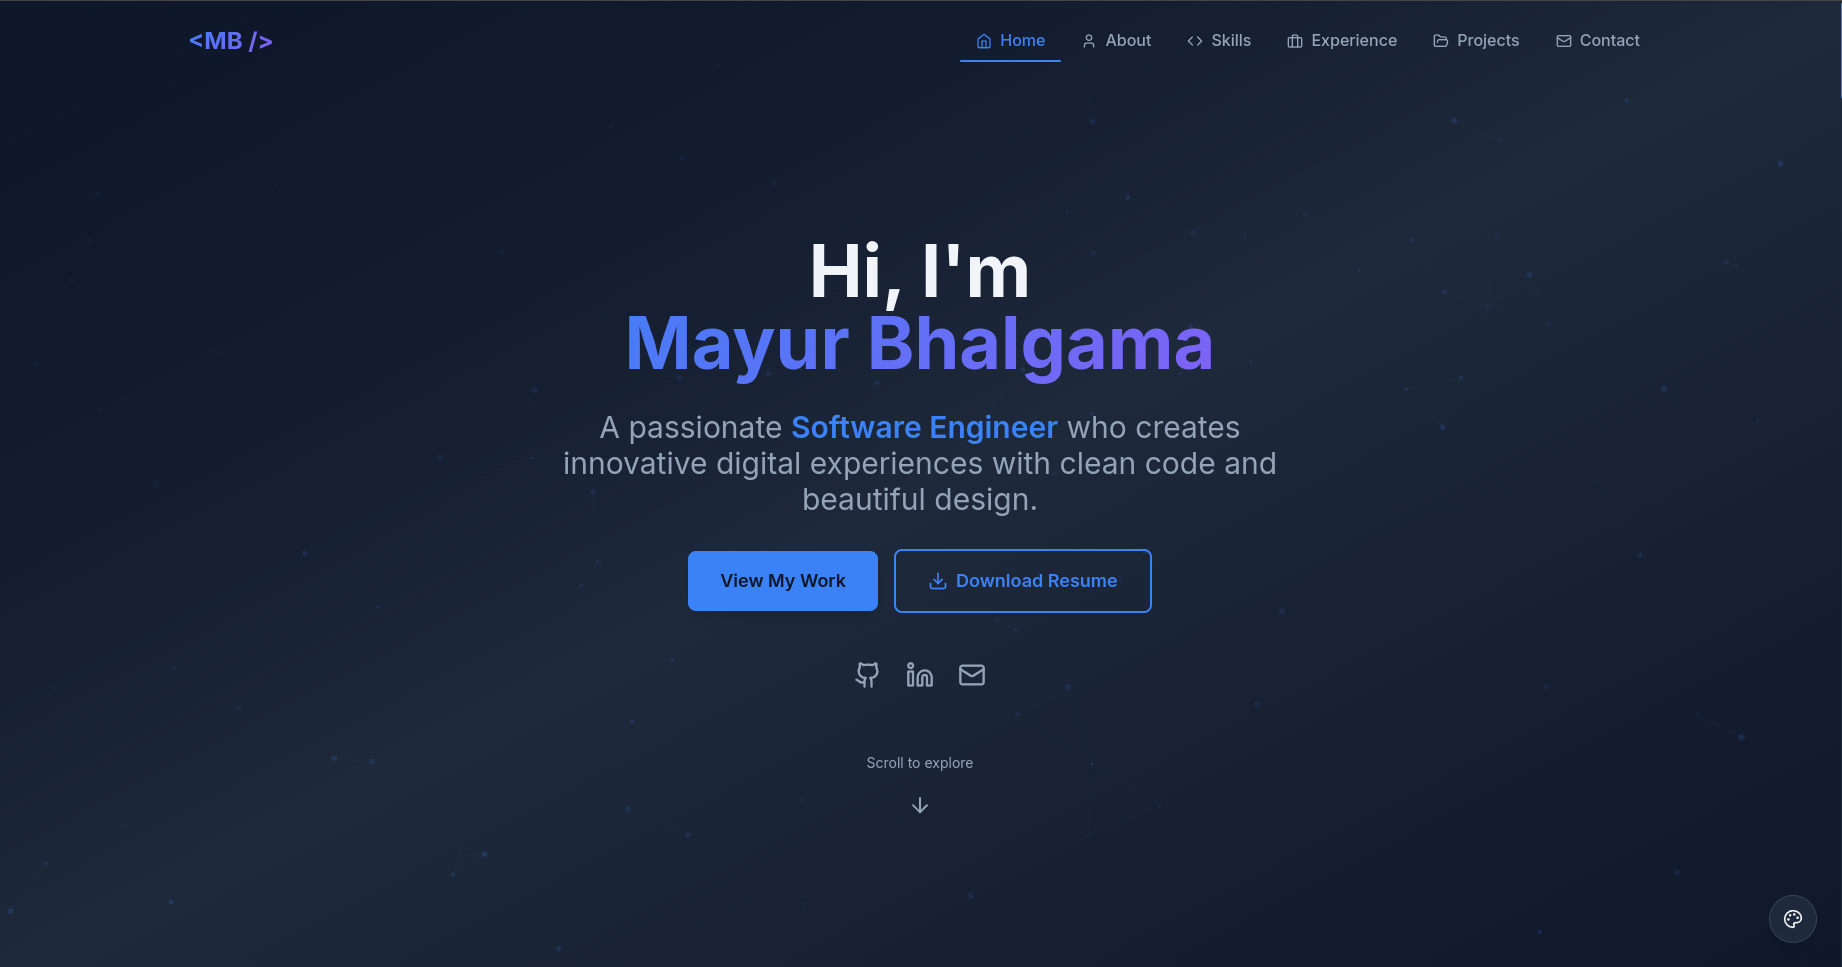 <MB />
Home
About
Skills
Experience
Projects
Contact
Hi, I'm
Mayur Bhalgama
A passionate Software Engineer who creates
innovative digital experiences with clean code and
beautiful design.
View My Work
Download Resume
Scroll to explore